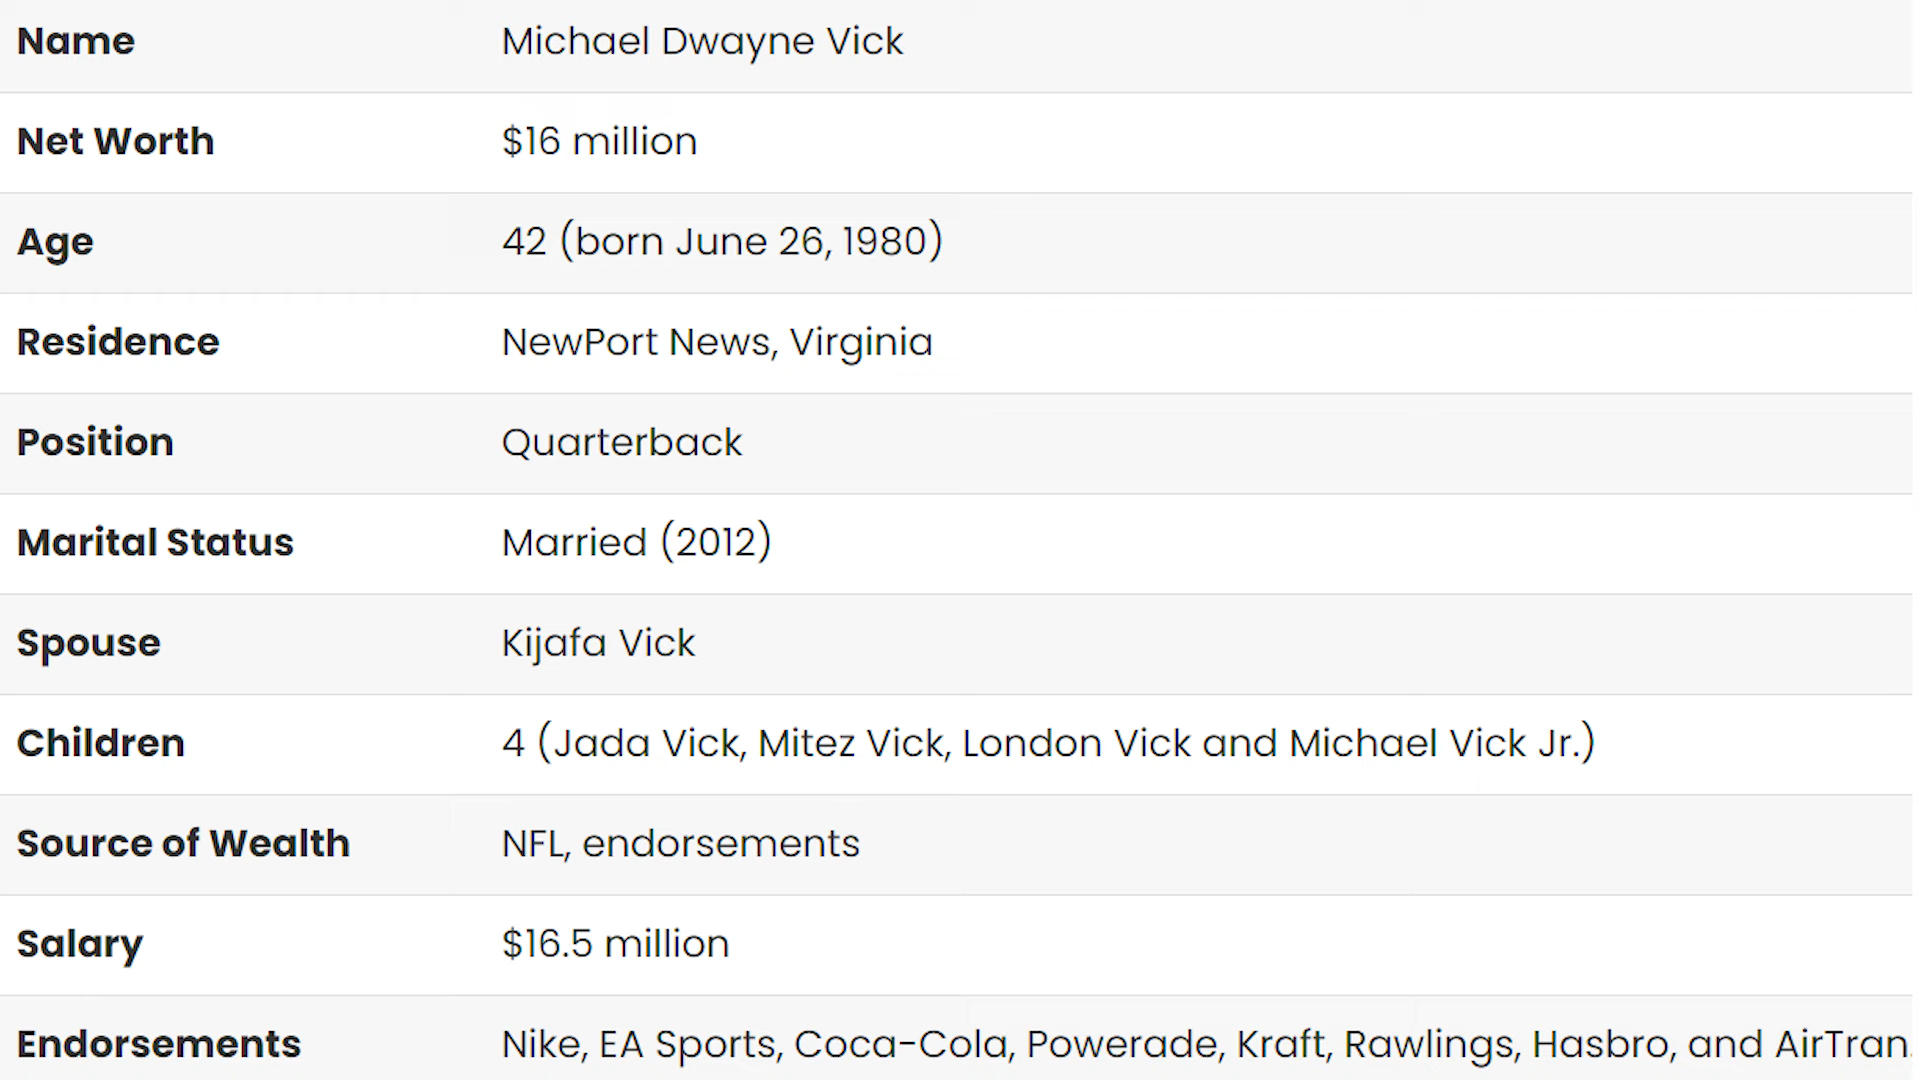 Name Michael Dwayne Vick
Net Worth $16 million
Age 42 (born June 26, 1980)
Residence NewPort News, Virginia
Position Quarterback
Marital Status Married (2012)
Spouse Kijafa Vick
Children 4 (Jada Vick, Mitez Vick, London Vick and Michael Vick Jr.)
Source of Wealth NFL, endorsements
Salary $16.5 million
Endorsements Nike, EA Sports, Coca-Cola, Powerade, Kraft, Rawlings, Hasbro, and AirTran.